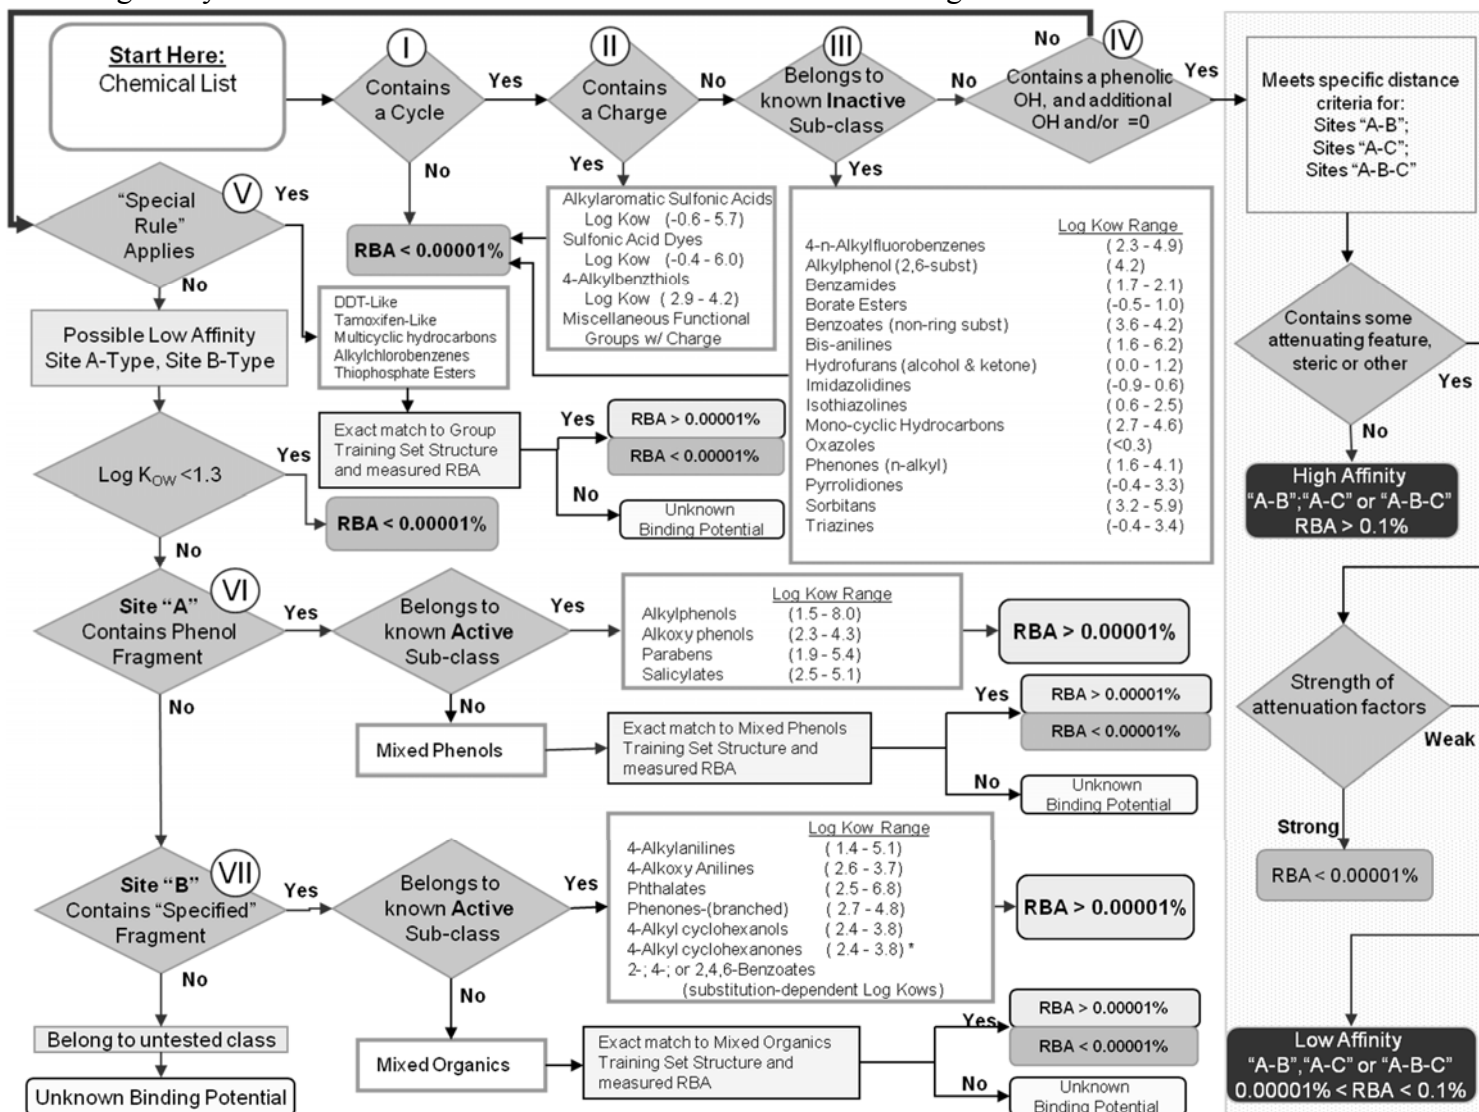 Start Here:
Chemical List
I
Contains
a Cycle
Yes
No
II
Contains
a Charge
No
Yes
III
Belongs to
known Inactive
Sub-class
No
Yes
IV
Contains a phenolic
OH, and additional
OH and/or =0
No
Yes
Meets specific distance
criteria for:
Sites "A-B";
Sites "A-C";
Sites "A-B-C"
V
"Special
Rule"
Applies
Yes
No
RBA < 0.00001%
Alkylaromatic Sulfonic Acids
Log Kow (-0.6 - 5.7)
Sulfonic Acid Dyes
Log Kow (-0.4 - 6.0)
4-Alkylbenzthiols
Log Kow ( 2.9 - 4.2)
Miscellaneous Functional
Groups w/ Charge
Log Kow Range
4-n-Alkylfluorobenzenes ( 2.3 - 4.9)
Alkylphenol (2,6-subst) ( 4.2)
Benzamides ( 1.7 - 2.1)
Borate Esters (-0.5 - 1.0)
Benzoates (non-ring subst) ( 3.6 - 4.2)
Bis-anilines ( 1.6 - 6.2)
Hydrofurans (alcohol & ketone) ( 0.0 - 1.2)
Imidazolidines (-0.9 - 0.6)
Isothiazolines ( 0.6 - 2.5)
Mono-cyclic Hydrocarbons ( 2.7 - 4.6)
Oxazoles (<0.3)
Phenones (n-alkyl) ( 1.6 - 4.1)
Pyrrolidiones (-0.4 - 3.3)
Sorbitans ( 3.2 - 5.9)
Triazines (-0.4 - 3.4)
Contains some
attenuating feature,
steric or other
Yes
No
High Affinity
"A-B";"A-C" or "A-B-C"
RBA > 0.1%
Possible Low Affinity
Site A-Type, Site B-Type
DDT-Like
Tamoxifen-Like
Multicyclic hydrocarbons
Alkylchlorobenzenes
Thiophosphate Esters
Exact match to Group
Training Set Structure
and measured RBA
Yes
RBA > 0.00001%
RBA < 0.00001%
No
Unknown
Binding Potential
Log KOW <1.3
Yes
RBA < 0.00001%
No
VI
Site "A"
Contains Phenol
Fragment
Yes
No
Belongs to
known Active
Sub-class
Yes
No
Log Kow Range
Alkylphenols (1.5 - 8.0)
Alkoxy phenols (2.3 - 4.3)
Parabens (1.9 - 5.4)
Salicylates (2.5 - 5.1)
RBA > 0.00001%
Mixed Phenols
Exact match to Mixed Phenols
Training Set Structure and
measured RBA
Yes
RBA > 0.00001%
RBA < 0.00001%
No
Unknown
Binding Potential
Strength of
attenuation factors
Weak
Strong
RBA < 0.00001%
VII
Site "B"
Contains "Specified"
Fragment
Yes
No
Belongs to
known Active
Sub-class
Yes
No
Log Kow Range
4-Alkylanilines ( 1.4 - 5.1)
4-Alkoxy Anilines ( 2.6 - 3.7)
Phthalates ( 2.5 - 6.8)
Phenones-(branched) ( 2.7 - 4.8)
4-Alkyl cyclohexanols ( 2.4 - 3.8)
4-Alkyl cyclohexanones ( 2.4 - 3.8) *
2-; 4-; or 2,4,6-Benzoates
(substitution-dependent Log Kows)
RBA > 0.00001%
Belong to untested class
Unknown Binding Potential
Mixed Organics
Exact match to Mixed Organics
Training Set Structure and
measured RBA
Yes
RBA > 0.00001%
RBA < 0.00001%
No
Unknown
Binding Potential
Low Affinity
"A-B","A-C" or "A-B-C"
0.00001% < RBA < 0.1%